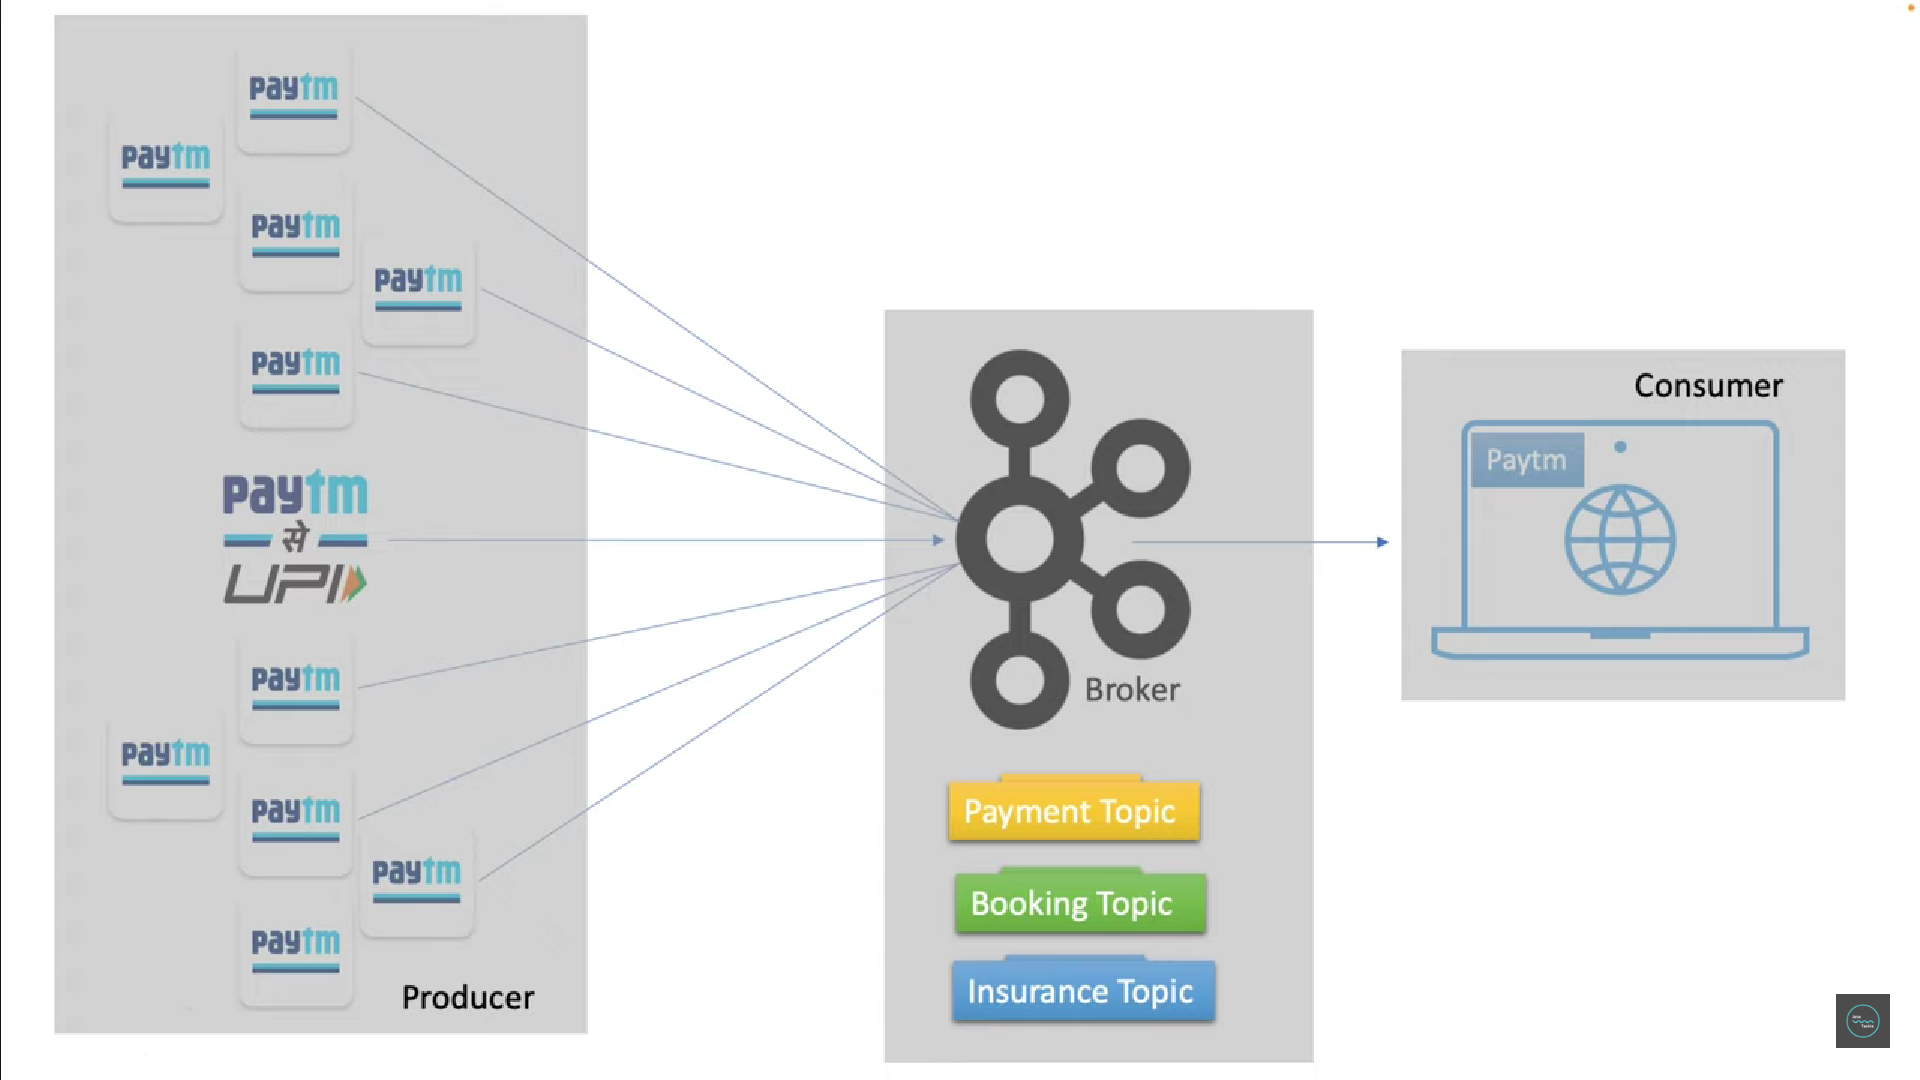 paytm
paytm
paytm
paytm
paytm
paytm
से
UPI
paytm
paytm
paytm
paytm
paytm
Producer
Broker
Payment Topic
Booking Topic
Insurance Topic
Consumer
Paytm